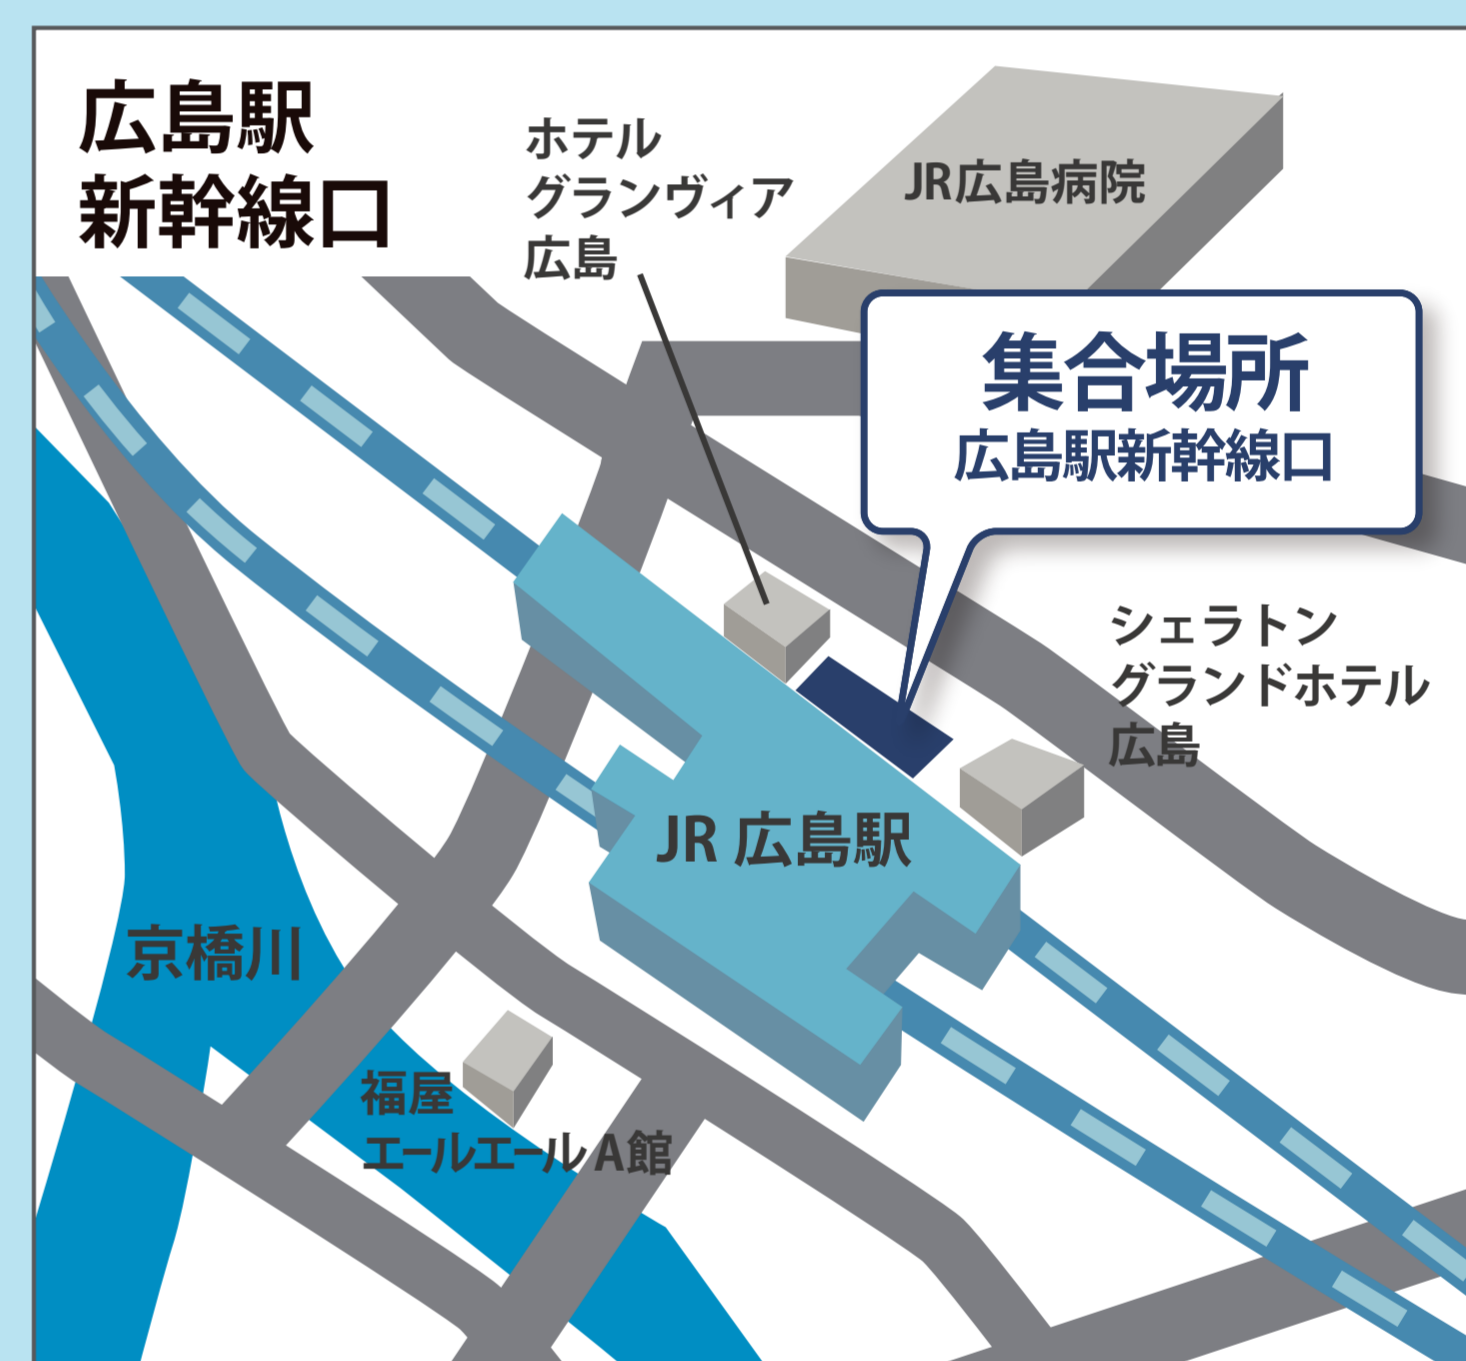 広島駅
新幹線口
ホテル
グランヴィア
広島
JR広島病院
集合場所
広島駅新幹線口
シェラトン
グランドホテル
広島
JR 広島駅
京橋川
福屋
エールエール A館